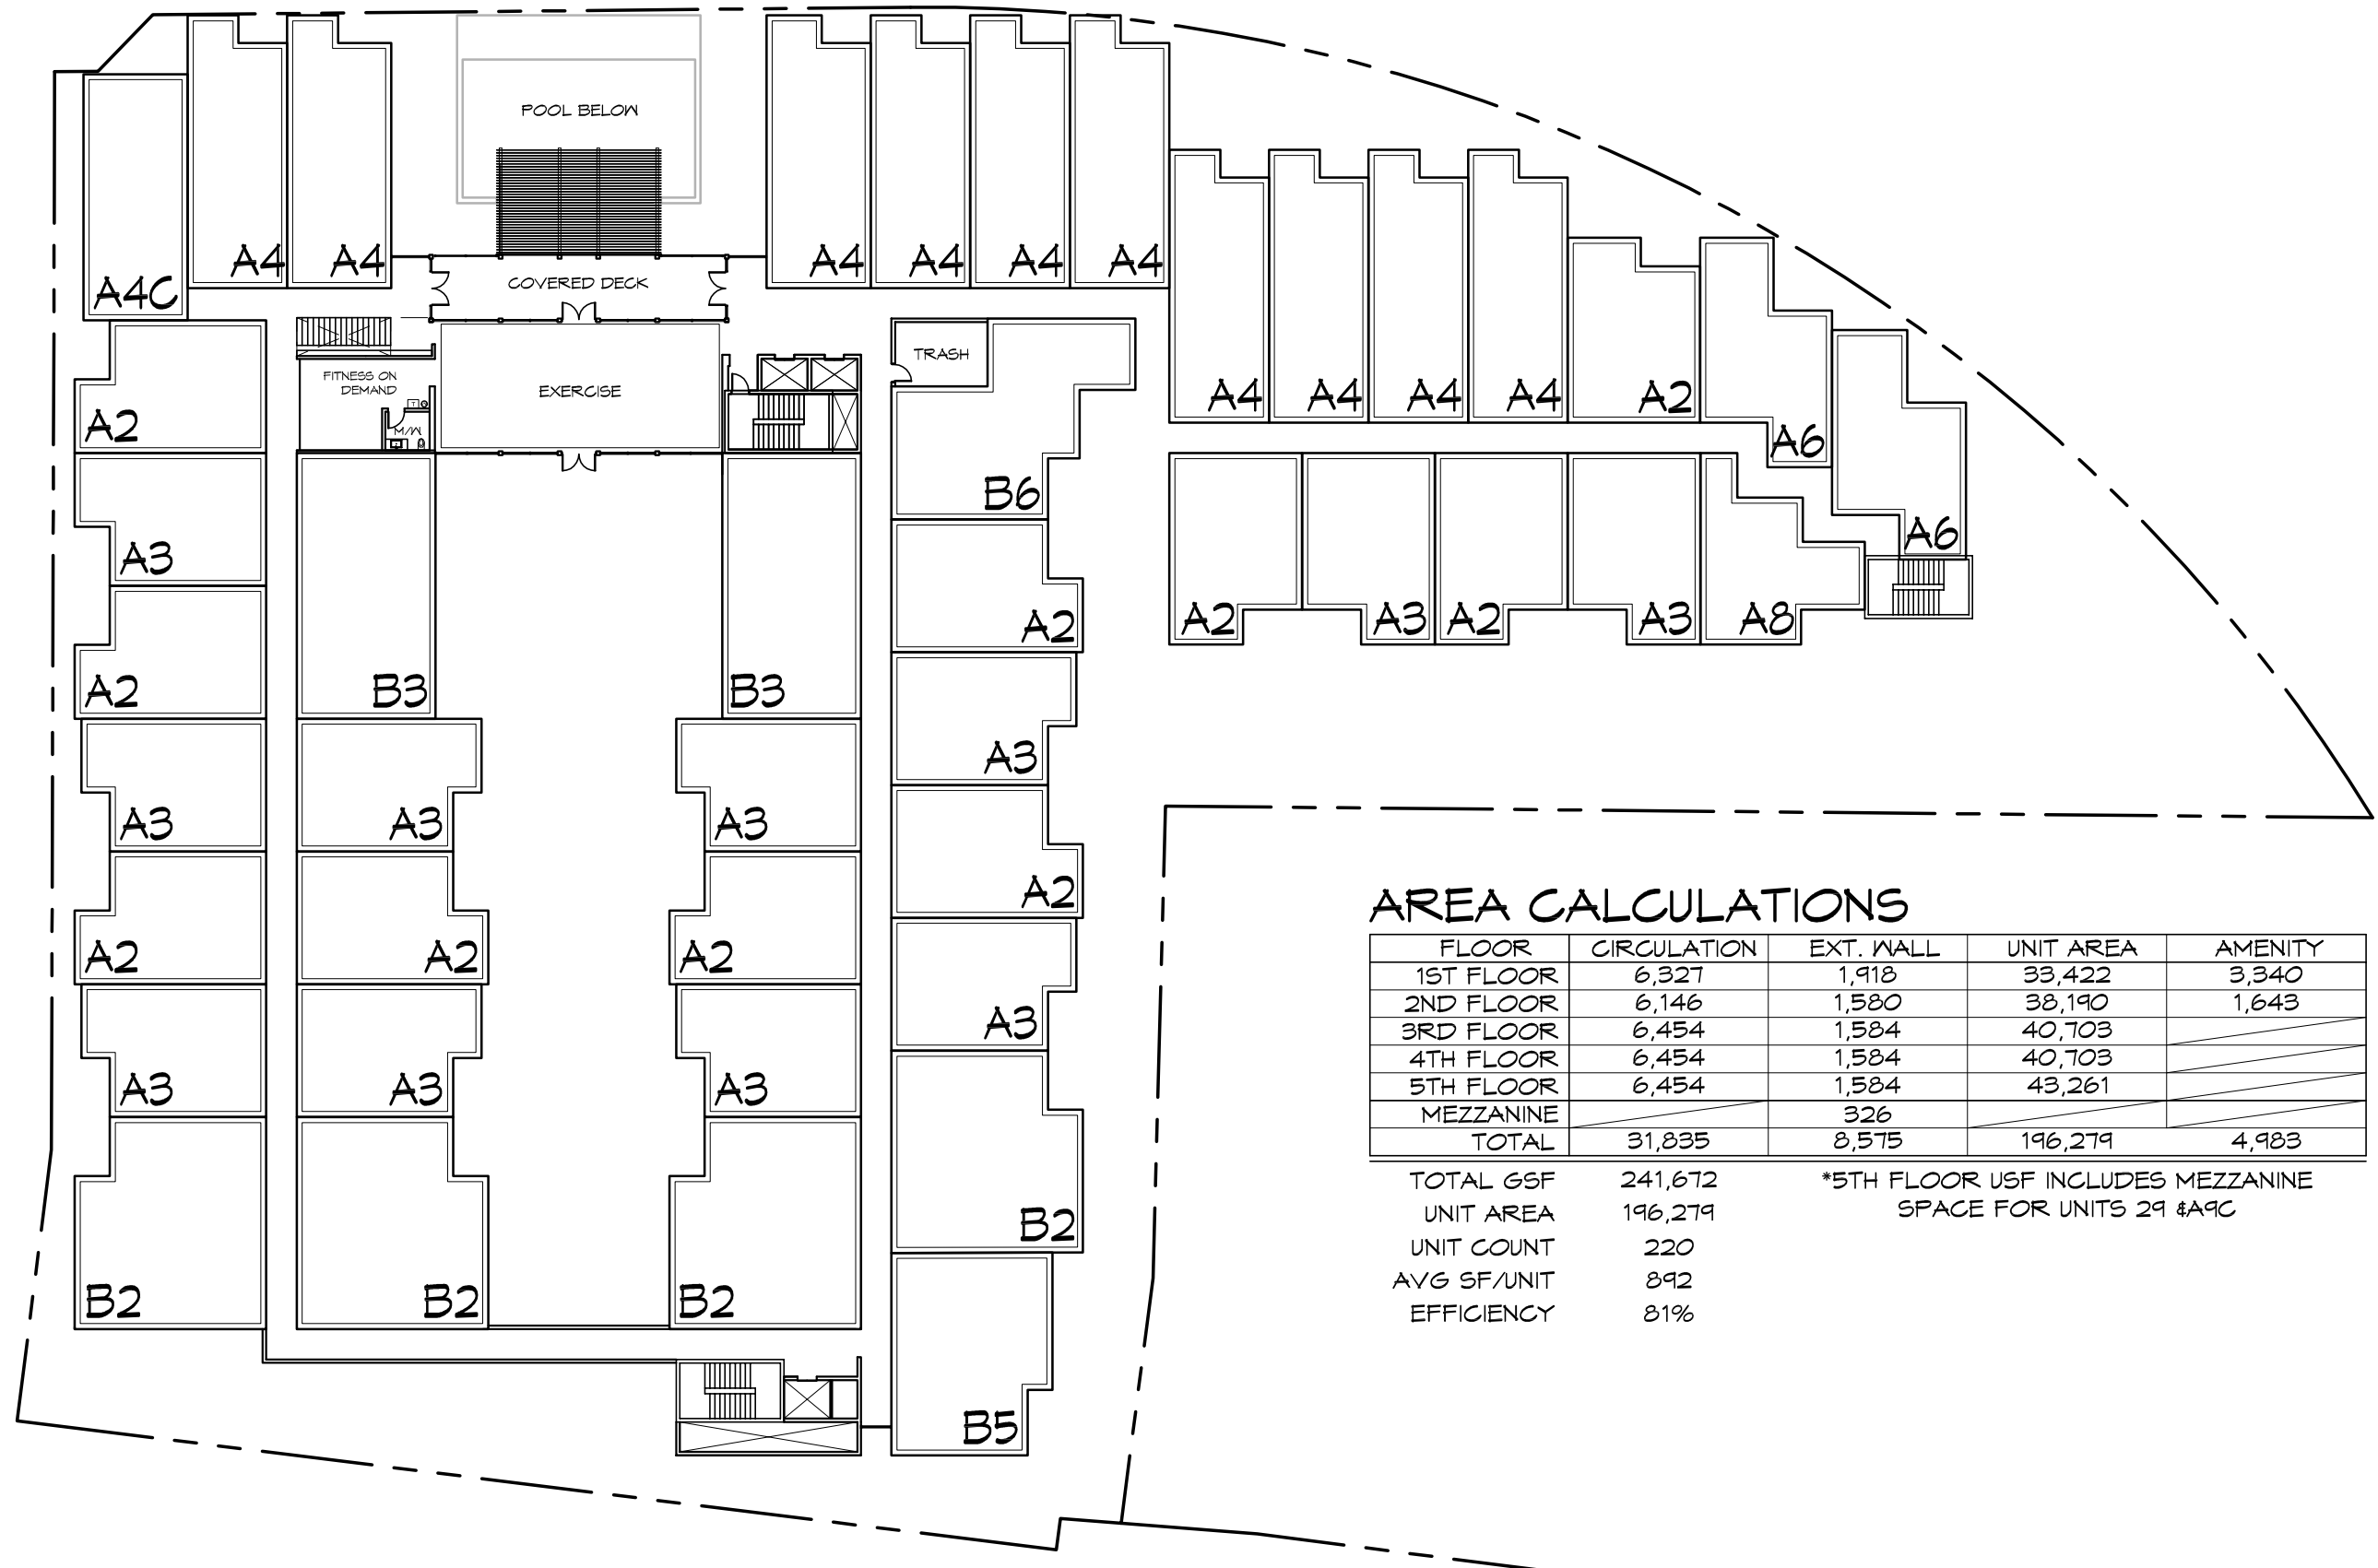 POOL BELOW
A4 A4 A4 A4 A4 A4
COVERED DECK
A4C
TRASH
FITNESS ON
DEMAND
EXERCISE
A4 A4 A4 A4 A2
A2
M/W
A6
B6
A6
A3
A2 A3 A2 A3 A8
A2
A2
B3 B3
A3
A3 A3 A3
A2
A2 A2 A2
A3
A3 A3 A3
B2
B2 B2 B2
B5
AREA CALCULATIONS
FLOOR CIRCULATION EXT. WALL UNIT AREA AMENITY
1ST FLOOR 6,327 1,918 33,422 3,340
2ND FLOOR 6,146 1,580 38,190 1,643
3RD FLOOR 6,454 1,584 40,703
4TH FLOOR 6,454 1,584 40,703
5TH FLOOR 6,454 1,584 43,261
MEZZANINE 326
TOTAL 31,835 8,575 196,279 4,983
TOTAL GSF 241,672
UNIT AREA 196,279
UNIT COUNT 220
AVG SF/UNIT 892
EFFICIENCY 81%
*5TH FLOOR USF INCLUDES MEZZANINE
SPACE FOR UNITS 29 &A9C